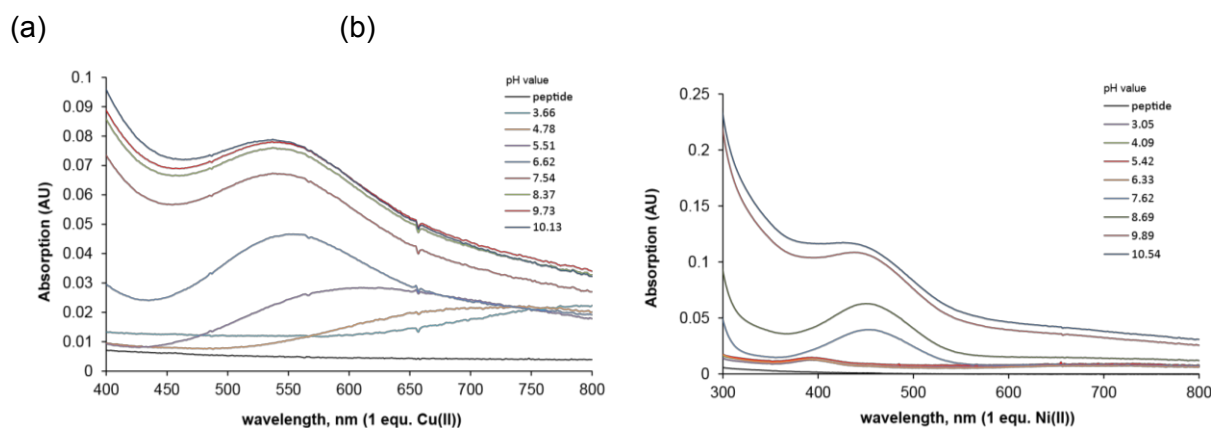 (a)
(b)
pH value
peptide
3.66
4.78
5.51
6.62
7.54
8.37
9.73
10.13
0.1
0.09
0.08
0.07
0.06
0.05
0.04
0.03
0.02
0.01
0
Absorption (AU)
400 450 500 550 600 650 700 750 800
wavelength, nm (1 equ. Cu(II))
pH value
peptide
3.05
4.09
5.42
6.33
7.62
8.69
9.89
10.54
0.25
0.2
0.15
0.1
0.05
0
Absorption (AU)
300 400 500 600 700 800
wavelength, nm (1 equ. Ni(II))